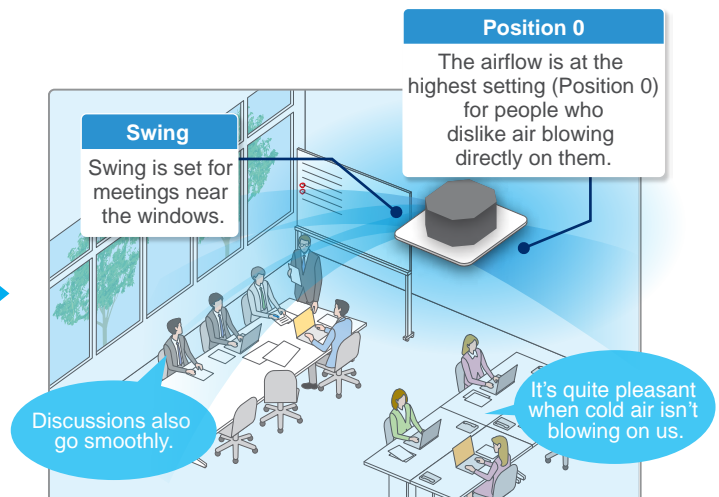 Position 0
The airflow is at the
highest setting (Position 0)
for people who
dislike air blowing
directly on them.
Swing
Swing is set for
meetings near
the windows.
Discussions also
go smoothly.
It's quite pleasant
when cold air isn't
blowing on us.